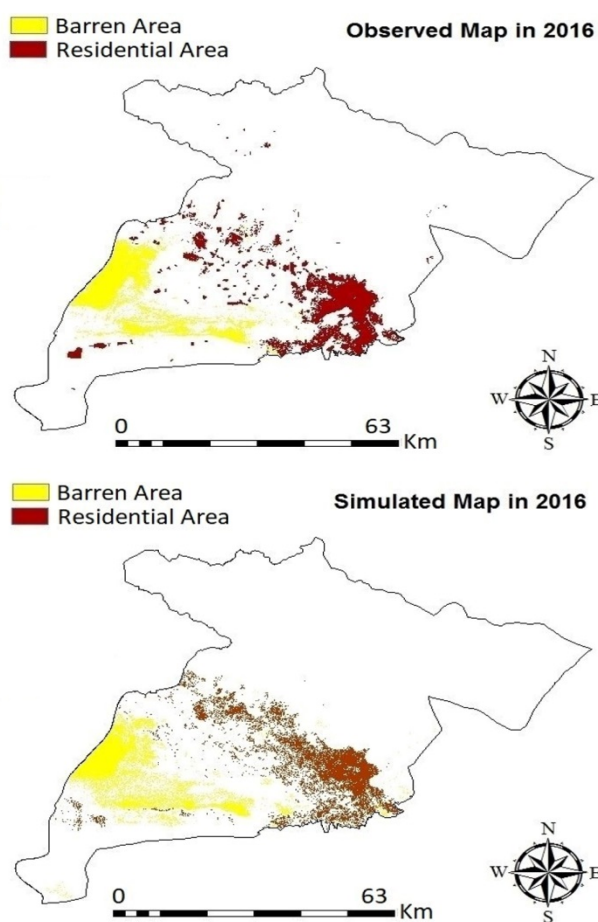 Barren Area
Residential Area
Observed Map in 2016
N
W E
S
0 63
Km
Barren Area
Residential Area
Simulated Map in 2016
N
W E
S
0 63
Km